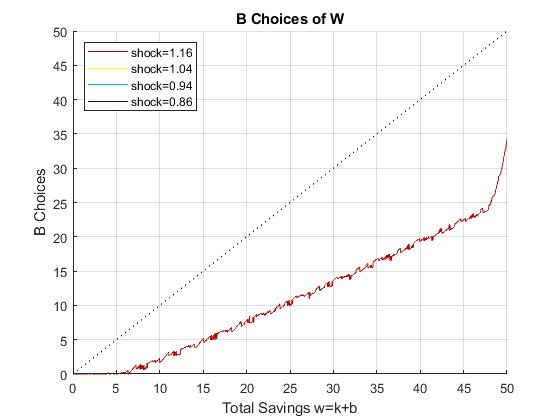 B Choices of W
50
45
40
35
30
25
20
15
10
5
0
B Choices
shock=1.16
shock=1.04
shock=0.94
shock=0.86
0 5 10 15 20 25 30 35 40 45 50
Total Savings w=k+b